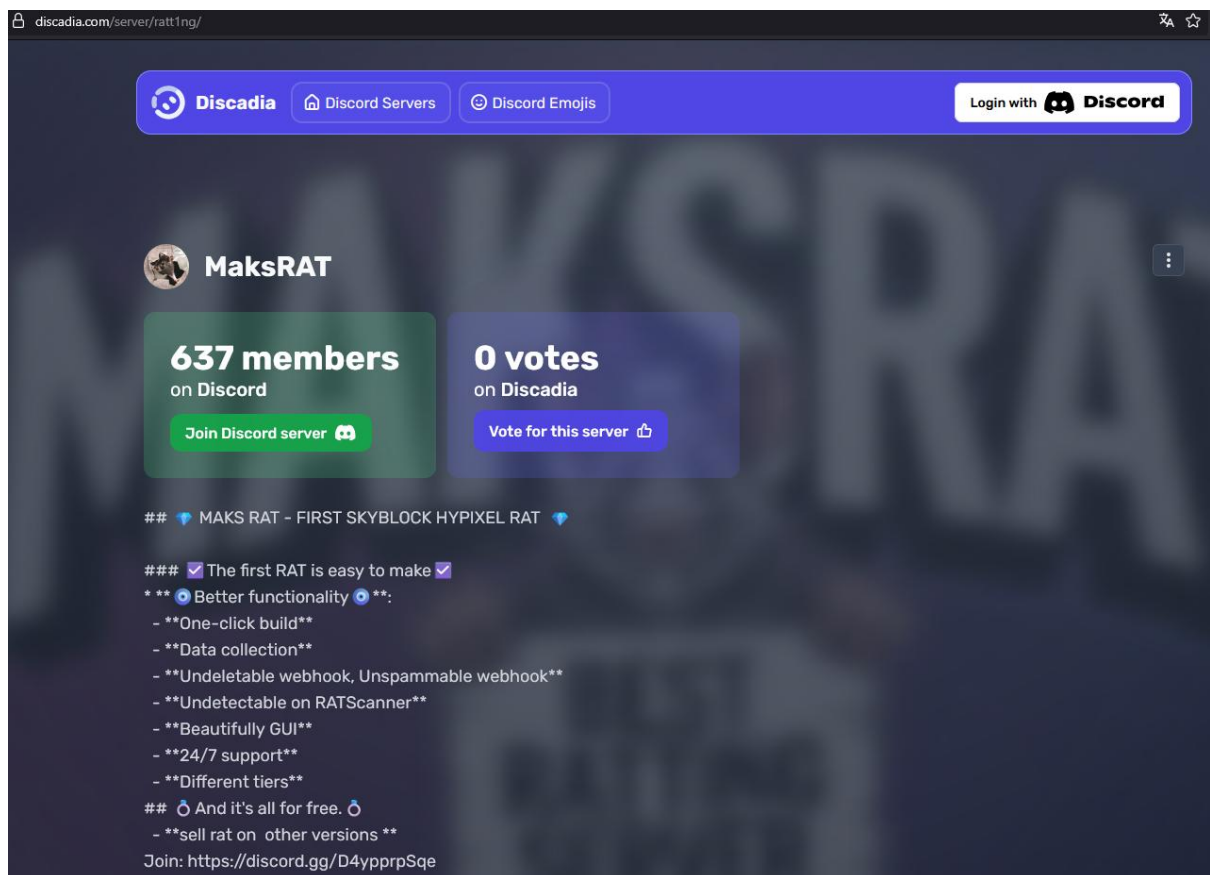 discadia.com/server/ratt1ng/
Discadia
Discord Servers
Discord Emojis
Login with Discord
MAKSRAT
MaksRAT
637 members
on Discord
Join Discord server
0 votes
on Discadia
Vote for this server
## 💎 MAKS RAT - FIRST SKYBLOCK HYPIXEL RAT 💎
### ✅ The first RAT is easy to make ✅
* ** 🧿 Better functionality 🧿 **:
- **One-click build**
- **Data collection**
- **Undeletable webhook, Unspammable webhook**
- **Undetectable on RATScanner**
- **Beautifully GUI**
- **24/7 support**
- **Different tiers**
## 💍 And it's all for free. 💍
- **sell rat on other versions **
Join: https://discord.gg/D4ypprpSqe
BEST
RATTING
SERVER